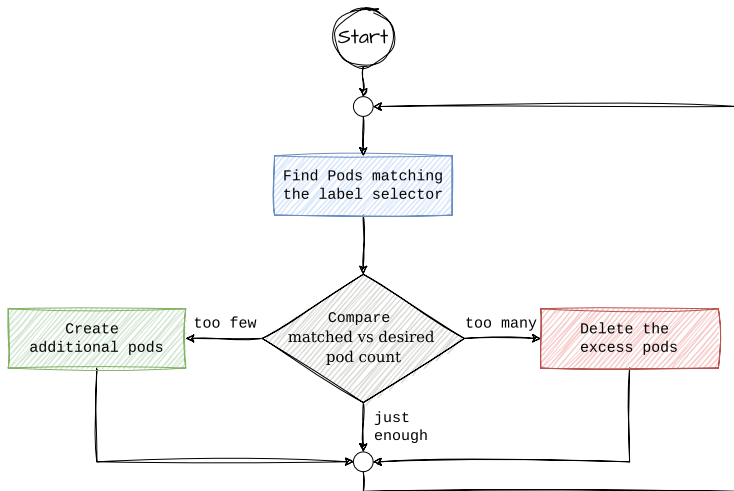 Start
Find Pods matching
the label selector
Compare
matched vs desired
pod count
too few
too many
Create
additional pods
Delete the
excess pods
just
enough